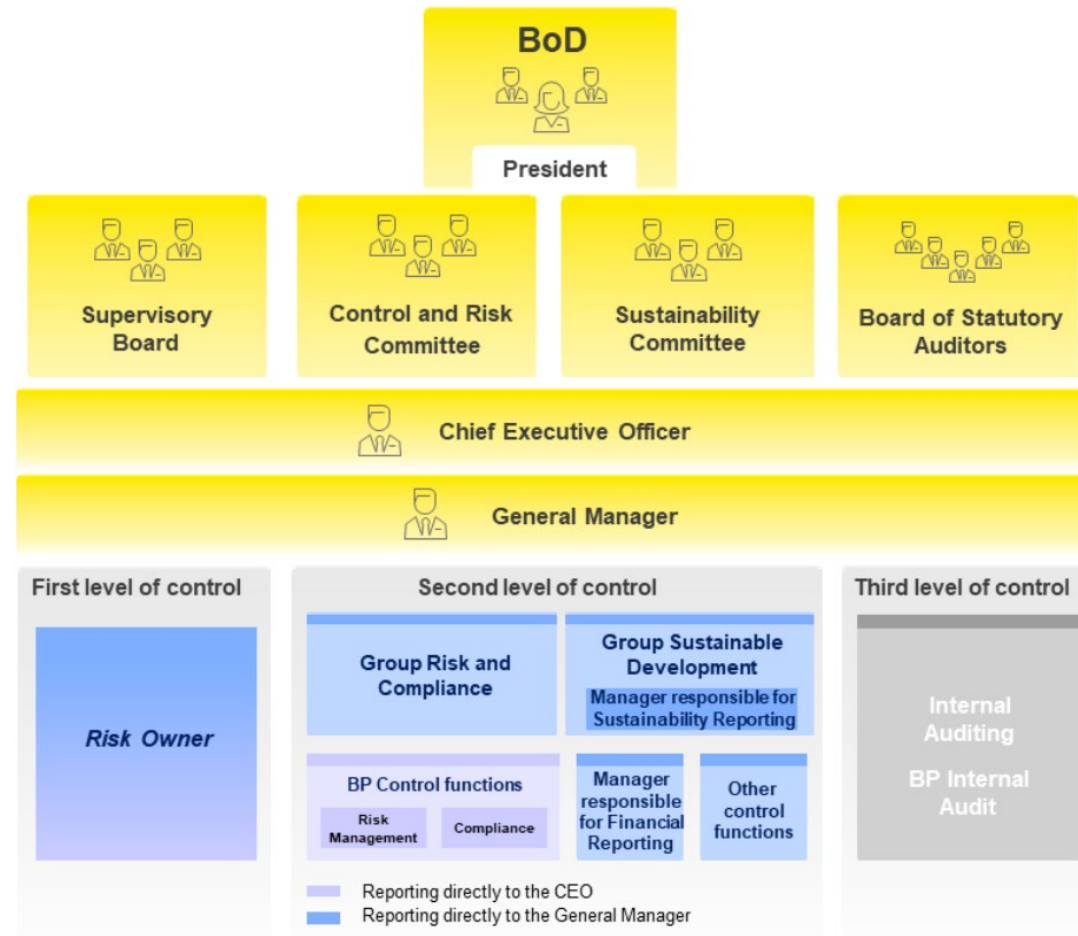 BoD
President
Supervisory
Board
Control and Risk
Committee
Sustainability
Committee
Board of Statutory
Auditors
Chief Executive Officer
General Manager
First level of control
Risk Owner
Second level of control
Group Risk and
Compliance
Group Sustainable
Development
Manager responsible for
Sustainability Reporting
BP Control functions
Risk
Management
Compliance
Manager
responsible
for Financial
Reporting
Other
control
functions
Reporting directly to the CEO
Reporting directly to the General Manager
Third level of control
Internal
Auditing
BP Internal
Audit